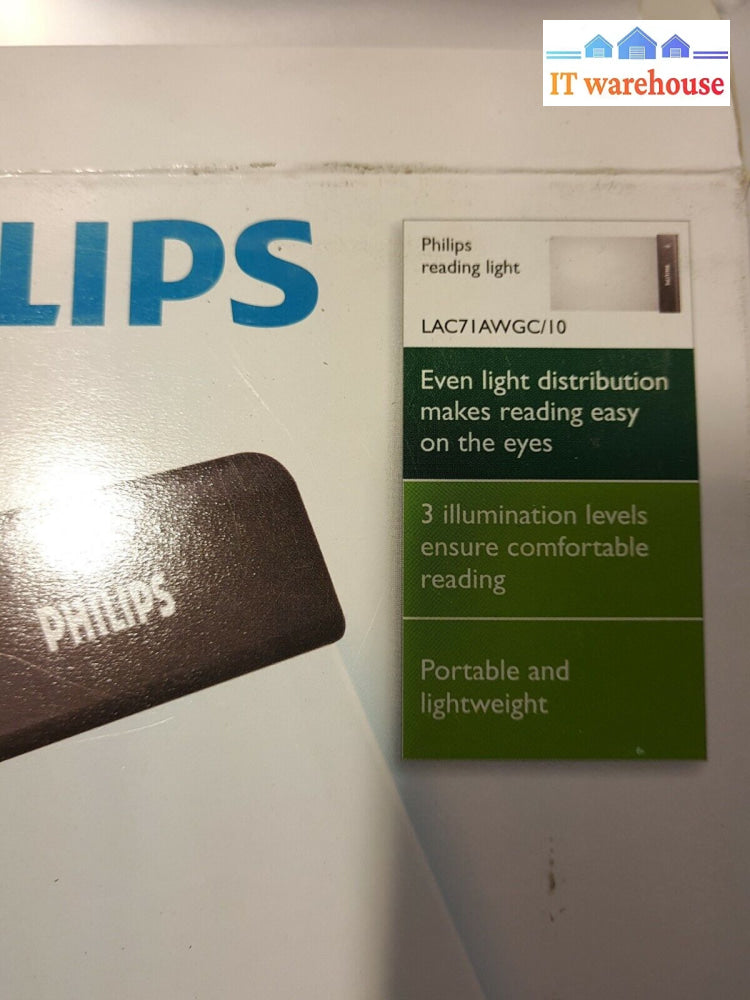 IT warehouse
LIPS
Philips
reading light
LAC71AWGC/10
Even light distribution
makes reading easy
on the eyes
3 illumination levels
ensure comfortable
reading
Portable and
lightweight
PHILIPS